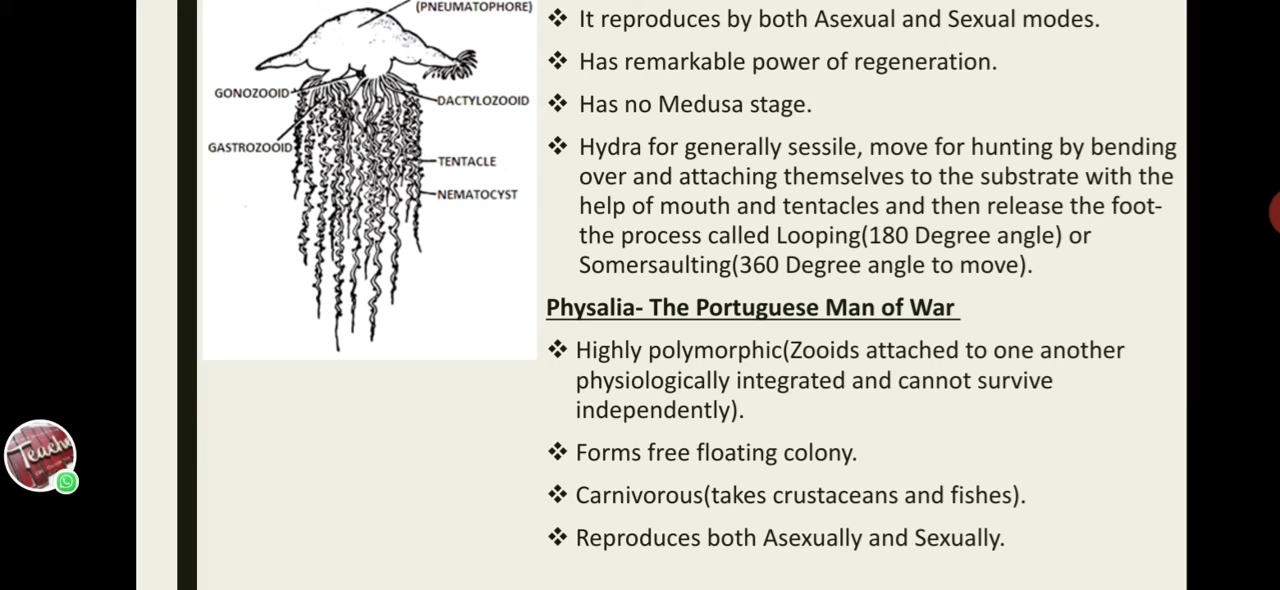 (PNEUMATOPHORE)
GONOZOOID
DACTYLOZOOID
GASTROZOOID
TENTACLE
NEMATOCYST
❖ It reproduces by both Asexual and Sexual modes.
❖ Has remarkable power of regeneration.
❖ Has no Medusa stage.
❖ Hydra for generally sessile, move for hunting by bending
over and attaching themselves to the substrate with the
help of mouth and tentacles and then release the foot-
the process called Looping(180 Degree angle) or
Somersaulting(360 Degree angle to move).
Physalia- The Portuguese Man of War
❖ Highly polymorphic(Zooids attached to one another
physiologically integrated and cannot survive
independently).
❖ Forms free floating colony.
❖ Carnivorous(takes crustaceans and fishes).
❖ Reproduces both Asexually and Sexually.